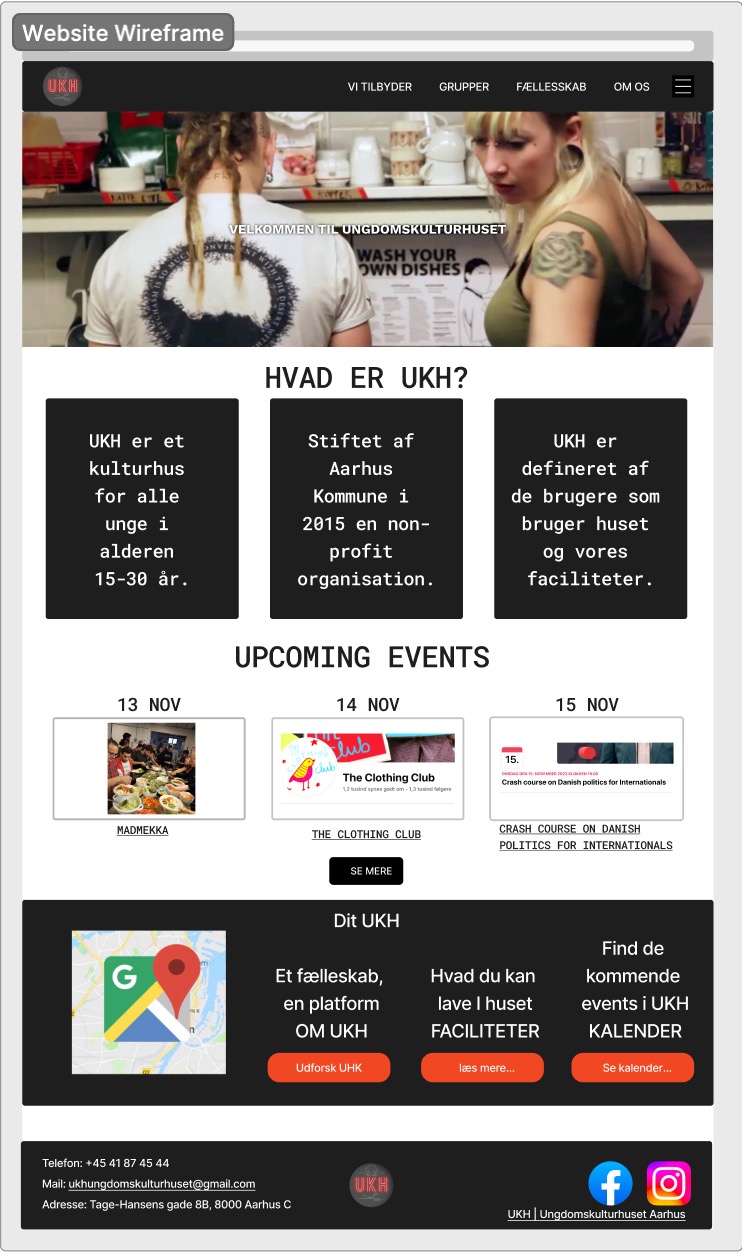 Website Wireframe
UKH
VI TILBYDER
GRUPPER
FÆLLESSKAB
OM OS
salt
VELKOMMEN TIL UNGDOMSKULTURHUSET
WASH YOUR
OWN DISHES
HVAD ER UKH?
UKH er et
kulturhus
for alle
unge i
alderen
15-30 år.
Stiftet af
Aarhus
Kommune i
2015 en non-
profit
organisation.
UKH er
defineret af
de brugere som
bruger huset
og vores
faciliteter.
UPCOMING EVENTS
13 NOV
MADMEKKA
14 NOV
club
The Clothing Club
1,2 tusind synes godt om · 1,3 tusind følgere
THE CLOTHING CLUB
15 NOV
15.
ONSDAG DEN 15. NOVEMBER 2023 KLOKKEN 18.00
Crash course on Danish politics for Internationals
CRASH COURSE ON DANISH
POLITICS FOR INTERNATIONALS
SE MERE
Dit UKH
G
Et fælleskab,
en platform
OM UKH
Udforsk UHK
Hvad du kan
lave I huset
FACILITETER
læs mere...
Find de
kommende
events i UKH
KALENDER
Se kalender...
Telefon: +45 41 87 45 44
Mail: ukhungdomskulturhuset@gmail.com
Adresse: Tage-Hansens gade 8B, 8000 Aarhus C
UKH
UKH | Ungdomskulturhuset Aarhus